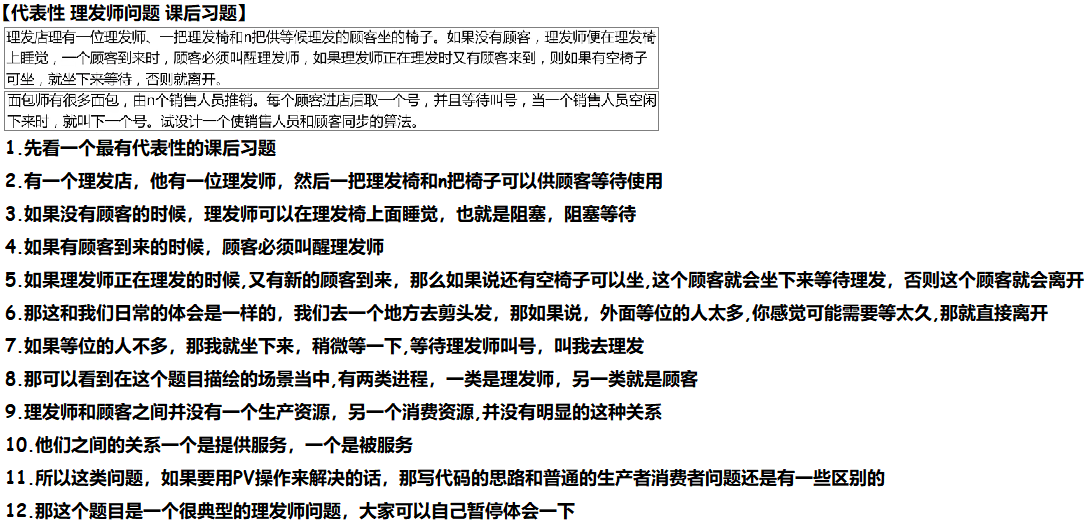 【代表性 理发师问题 课后习题】
理发店理有一位理发师、一把理发椅和n把供等候理发的顾客坐的椅子。如果没有顾客，理发师便在理发椅
上睡觉，一个顾客到来时，顾客必须叫醒理发师，如果理发师正在理发时又有顾客来到，则如果有空椅子
可坐，就坐下来等待，否则就离开。
面包师有很多面包，由n个销售人员推销。每个顾客进店后取一个号，并且等待叫号，当一个销售人员空闲
下来时，就叫下一个号。试设计一个使销售人员和顾客同步的算法。
1.先看一个最有代表性的课后习题
2.有一个理发店，他有一位理发师，然后一把理发椅和n把椅子可以供顾客等待使用
3.如果没有顾客的时候，理发师可以在理发椅上面睡觉，也就是阻塞，阻塞等待
4.如果有顾客到来的时候，顾客必须叫醒理发师
5.如果理发师正在理发的时候,又有新的顾客到来，那么如果说还有空椅子可以坐,这个顾客就会坐下来等待理发，否则这个顾客就会离开
6.那这和我们日常的体会是一样的，我们去一个地方去剪头发，那如果说，外面等位的人太多,你感觉可能需要等太久,那就直接离开
7.如果等位的人不多，那我就坐下来，稍微等一下,等待理发师叫号，叫我去理发
8.那可以看到在这个题目描绘的场景当中,有两类进程，一类是理发师，另一类就是顾客
9.理发师和顾客之间并没有一个生产资源，另一个消费资源,并没有明显的这种关系
10.他们之间的关系一个是提供服务，一个是被服务
11.所以这类问题，如果要用PV操作来解决的话，那写代码的思路和普通的生产者消费者问题还是有一些区别的
12.那这个题目是一个很典型的理发师问题，大家可以自己暂停体会一下